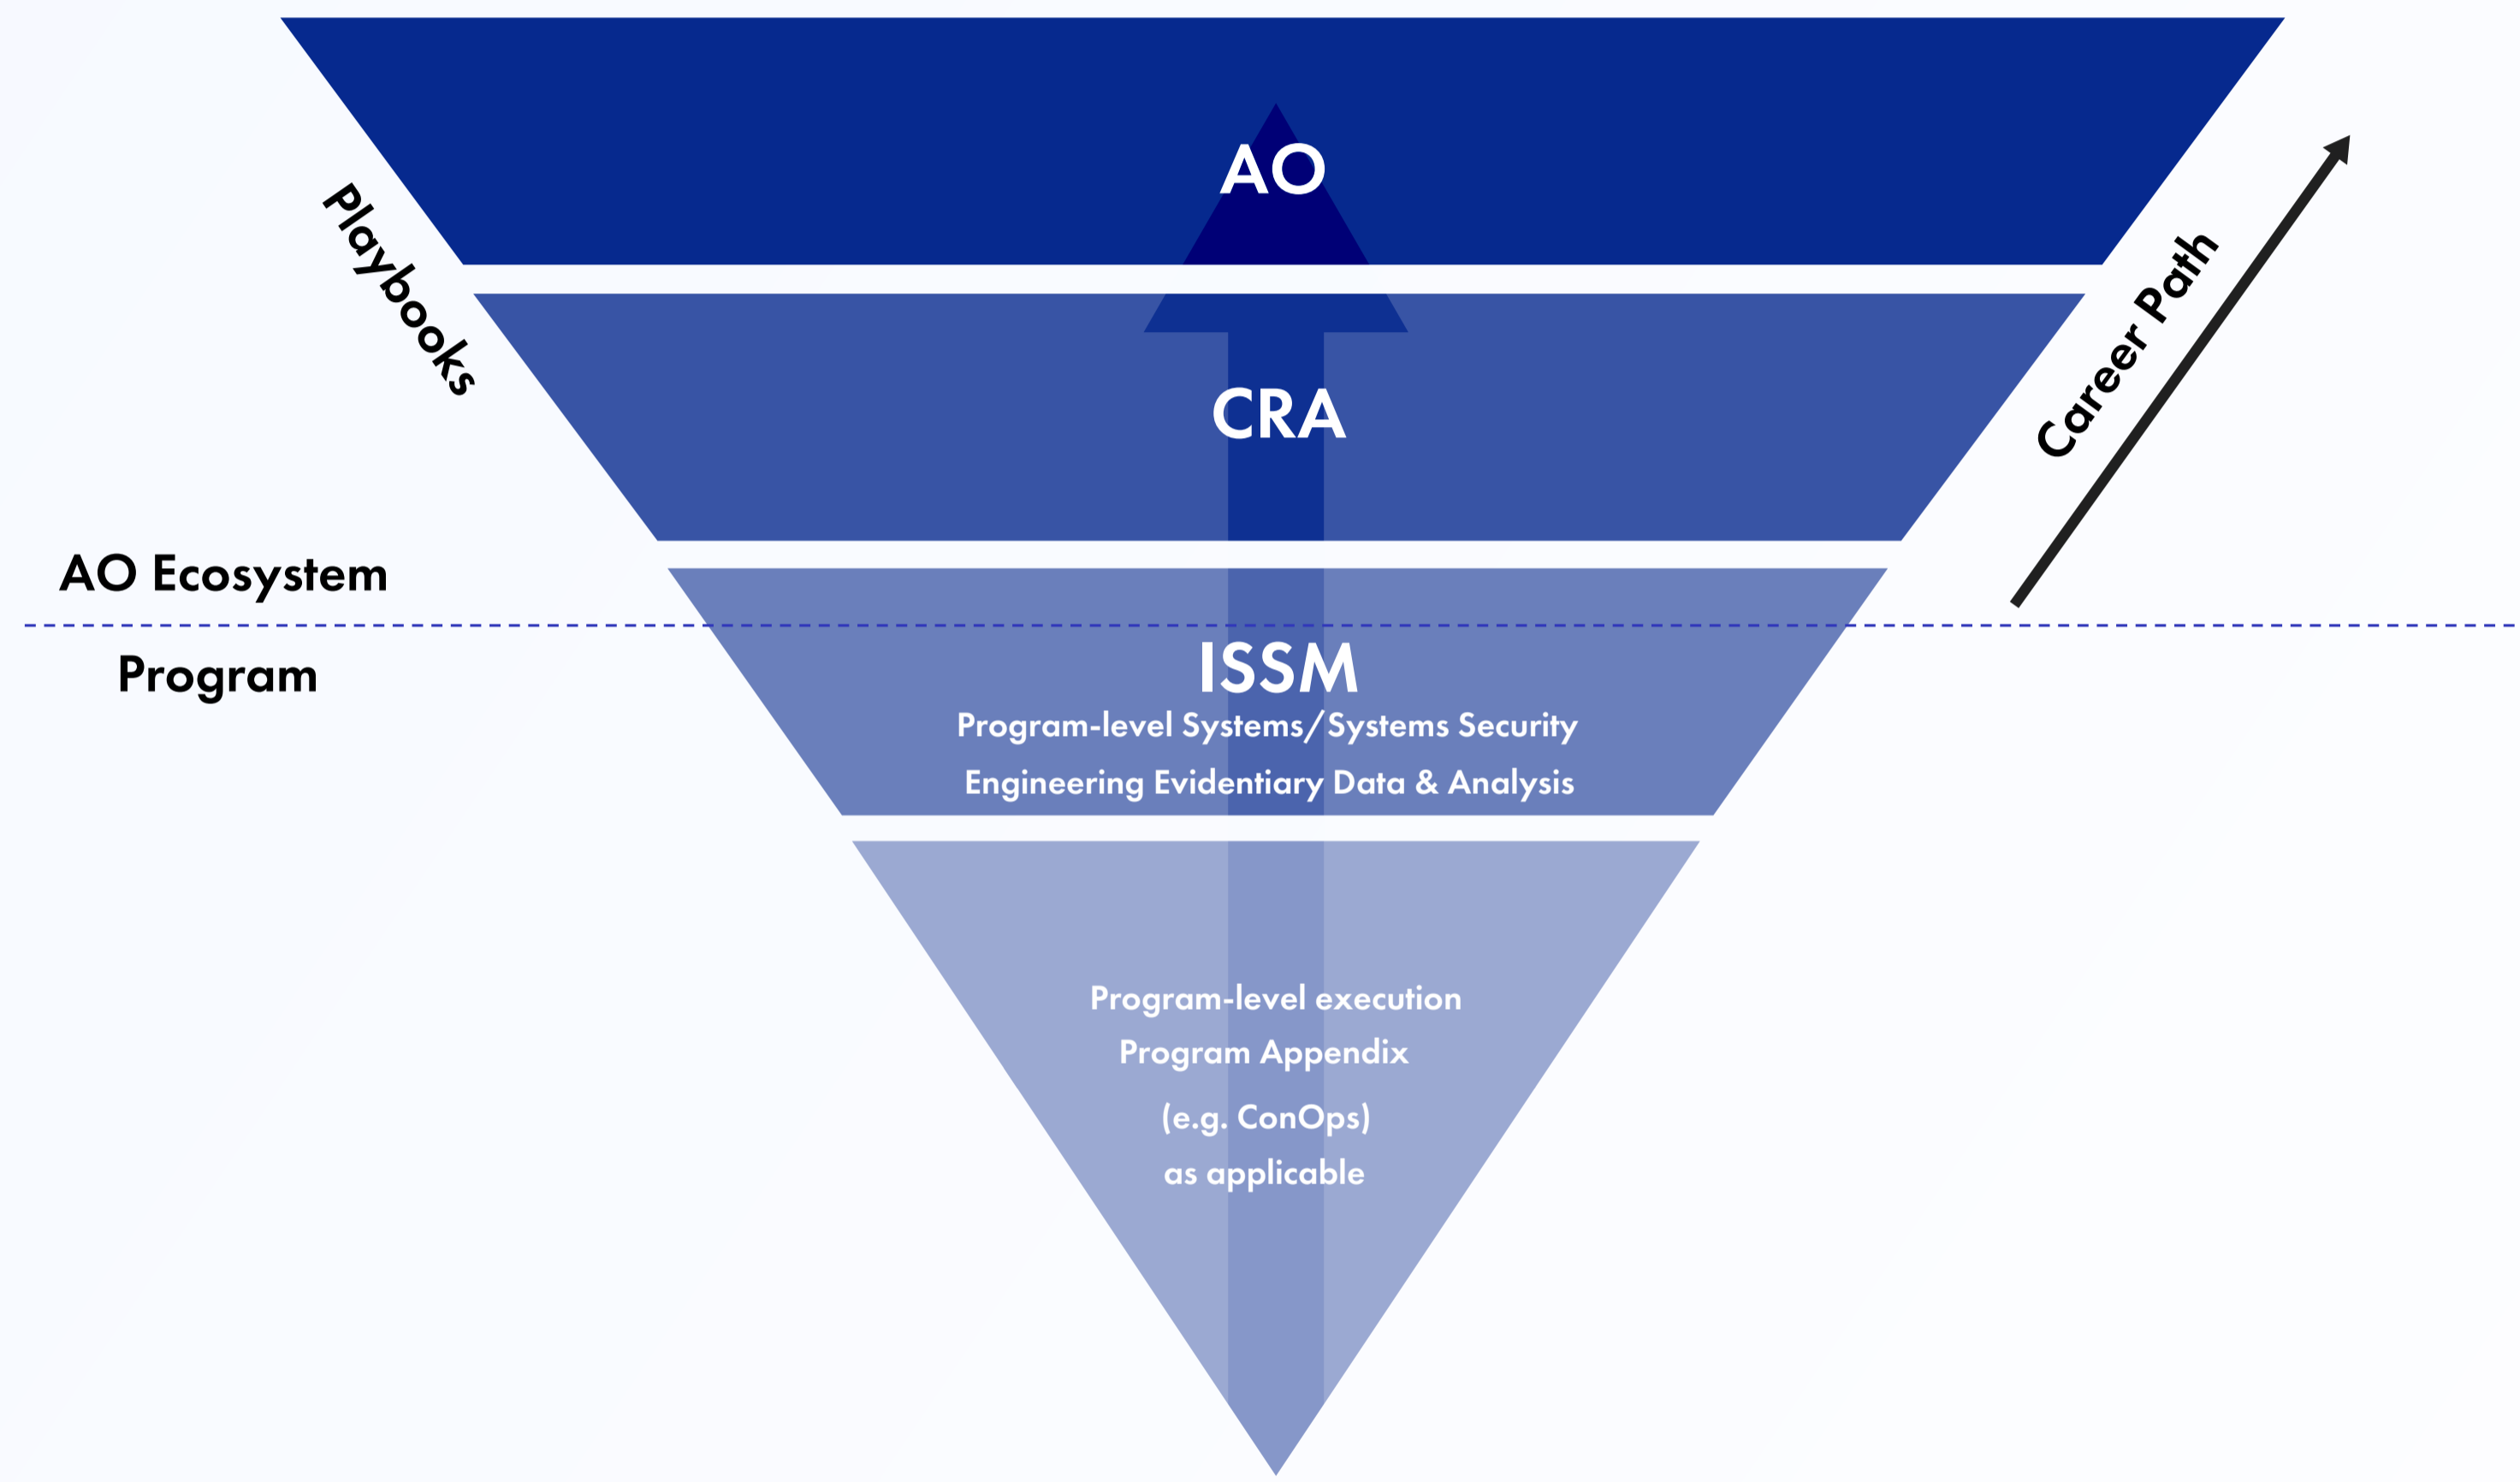 AO
Playbooks
Career Path
CRA
AO Ecosystem
Program
ISSM
Program-level Systems/Systems Security
Engineering Evidentiary Data & Analysis
Program-level execution
Program Appendix
(e.g. ConOps)
as applicable